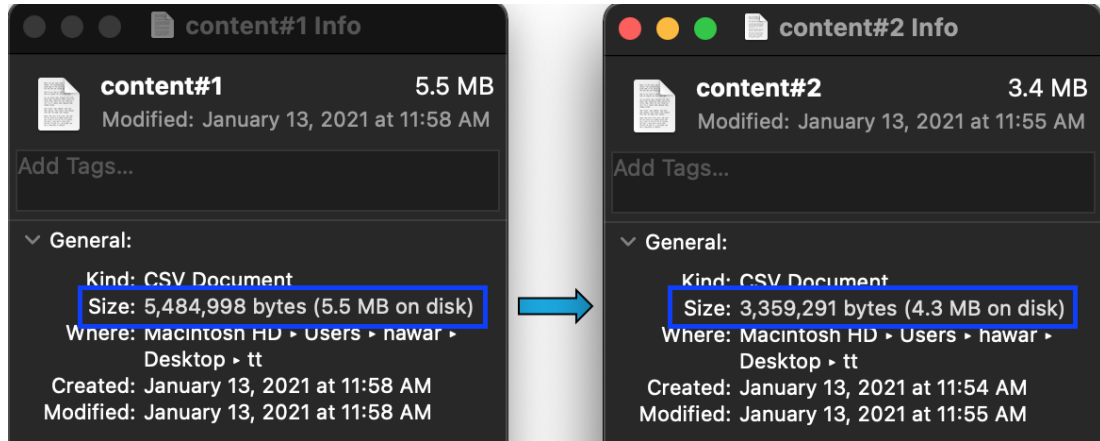 content#1 Info
content#1 5.5 MB
Modified: January 13, 2021 at 11:58 AM
Add Tags...
General:
Kind: CSV Document
Size: 5,484,998 bytes (5.5 MB on disk)
Where: Macintosh HD ‣ Users ‣ hawar ‣
Desktop ‣ tt
Created: January 13, 2021 at 11:58 AM
Modified: January 13, 2021 at 11:58 AM
content#2 Info
content#2 3.4 MB
Modified: January 13, 2021 at 11:55 AM
Add Tags...
General:
Kind: CSV Document
Size: 3,359,291 bytes (4.3 MB on disk)
Where: Macintosh HD ‣ Users ‣ hawar ‣
Desktop ‣ tt
Created: January 13, 2021 at 11:54 AM
Modified: January 13, 2021 at 11:55 AM